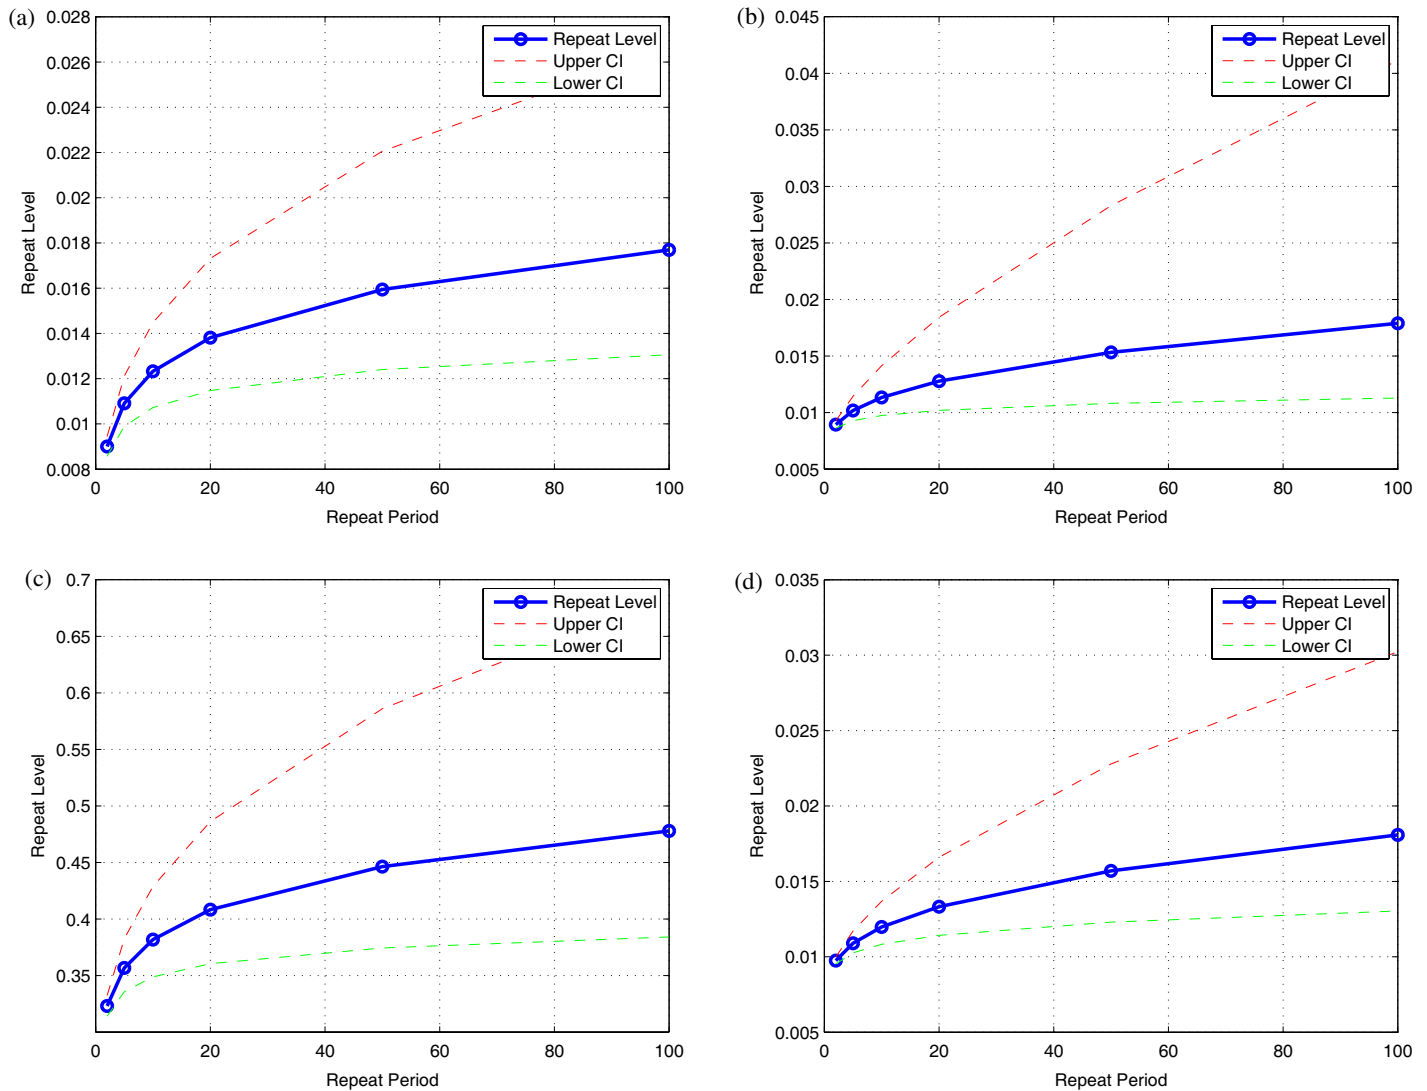 (a)
0.028
0.026
0.024
0.022
0.02
0.018
0.016
0.014
0.012
0.01
0.008
Repeat Level
0 20 40 60 80 100
Repeat Period
Repeat Level
Upper CI
Lower CI
(b)
0.045
0.04
0.035
0.03
0.025
0.02
0.015
0.01
0.005
Repeat Level
0 20 40 60 80 100
Repeat Period
Repeat Level
Upper CI
Lower CI
(c)
0.7
0.65
0.6
0.55
0.5
0.45
0.4
0.35
Repeat Level
0 20 40 60 80 100
Repeat Period
Repeat Level
Upper CI
Lower CI
(d)
0.035
0.03
0.025
0.02
0.015
0.01
0.005
Repeat Level
0 20 40 60 80 100
Repeat Period
Repeat Level
Upper CI
Lower CI